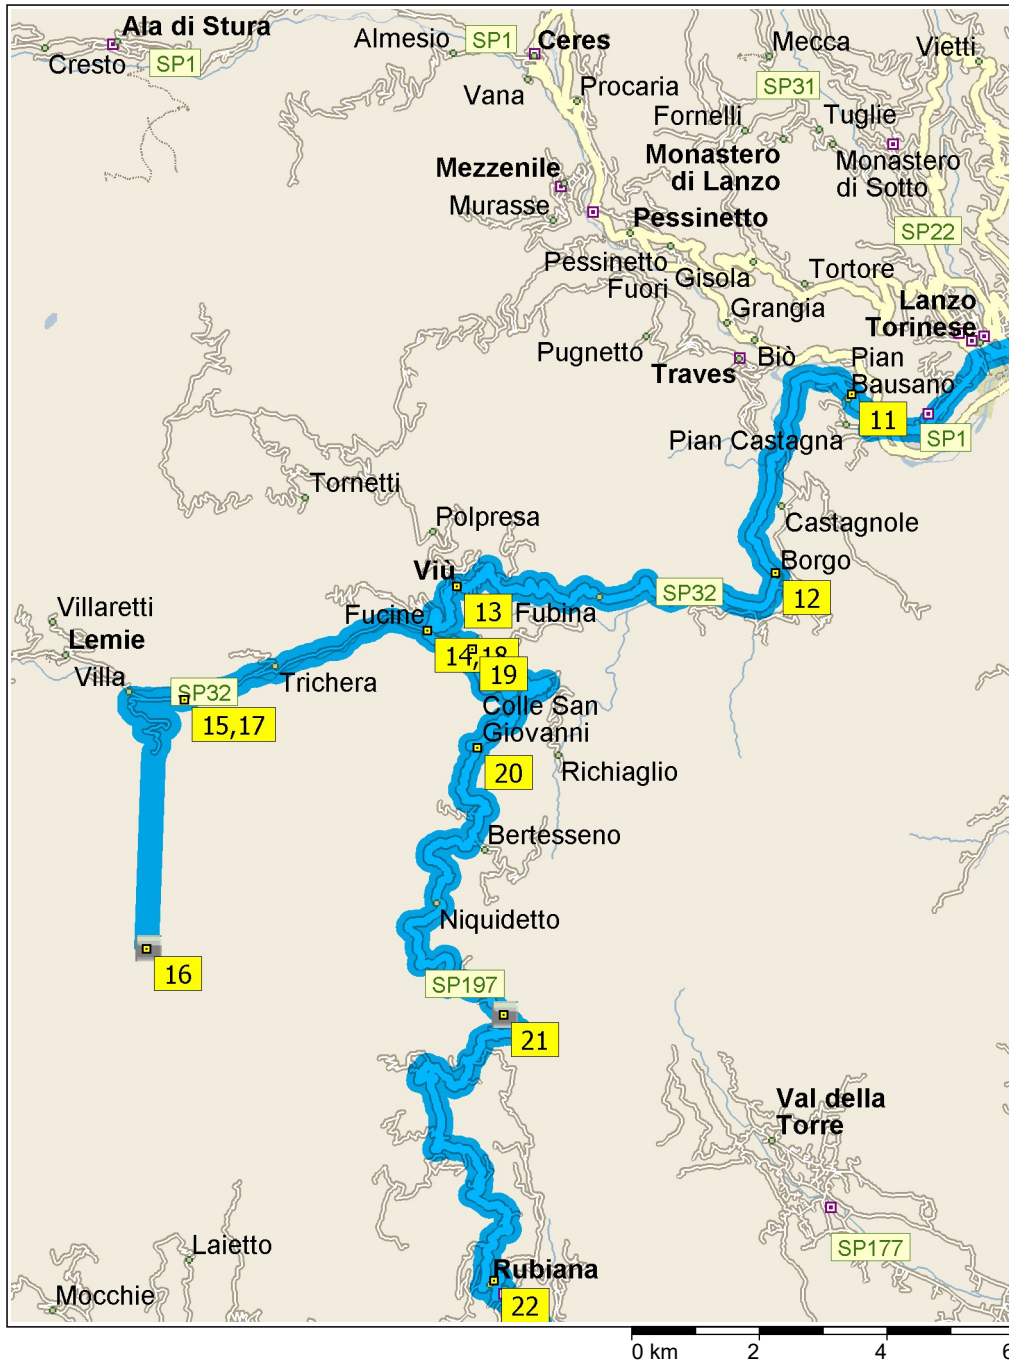 Ala di Stura
SP1
Cresto
Almesio
SP1
Ceres
Vana
Procaria
Mecca
Vietti
SP31
Fornelli
Tuglie
Monastero
di Lanzo
Monastero
di Sotto
Mezzenile
Murasse
Pessinetto
SP22
Pessinetto
Fuori
Gisola
Tortore
Grangia
Lanzo
Torinese
Pugnetto
Traves
Biò
Pian
Bausano
11
Pian Castagna
SP1
Tornetti
Polpresa
Castagnole
Viù
Borgo
SP32
12
13
Fubina
Villaretti
Fucine
Lemie
14,18
19
Villa
SP32
Trichera
15,17
Colle San
Giovanni
20
Richiaglio
Bertesseno
Niquidetto
16
SP197
21
Val della
Torre
SP177
Laietto
Mocchie
Rubiana
22
0 km
2
4
6